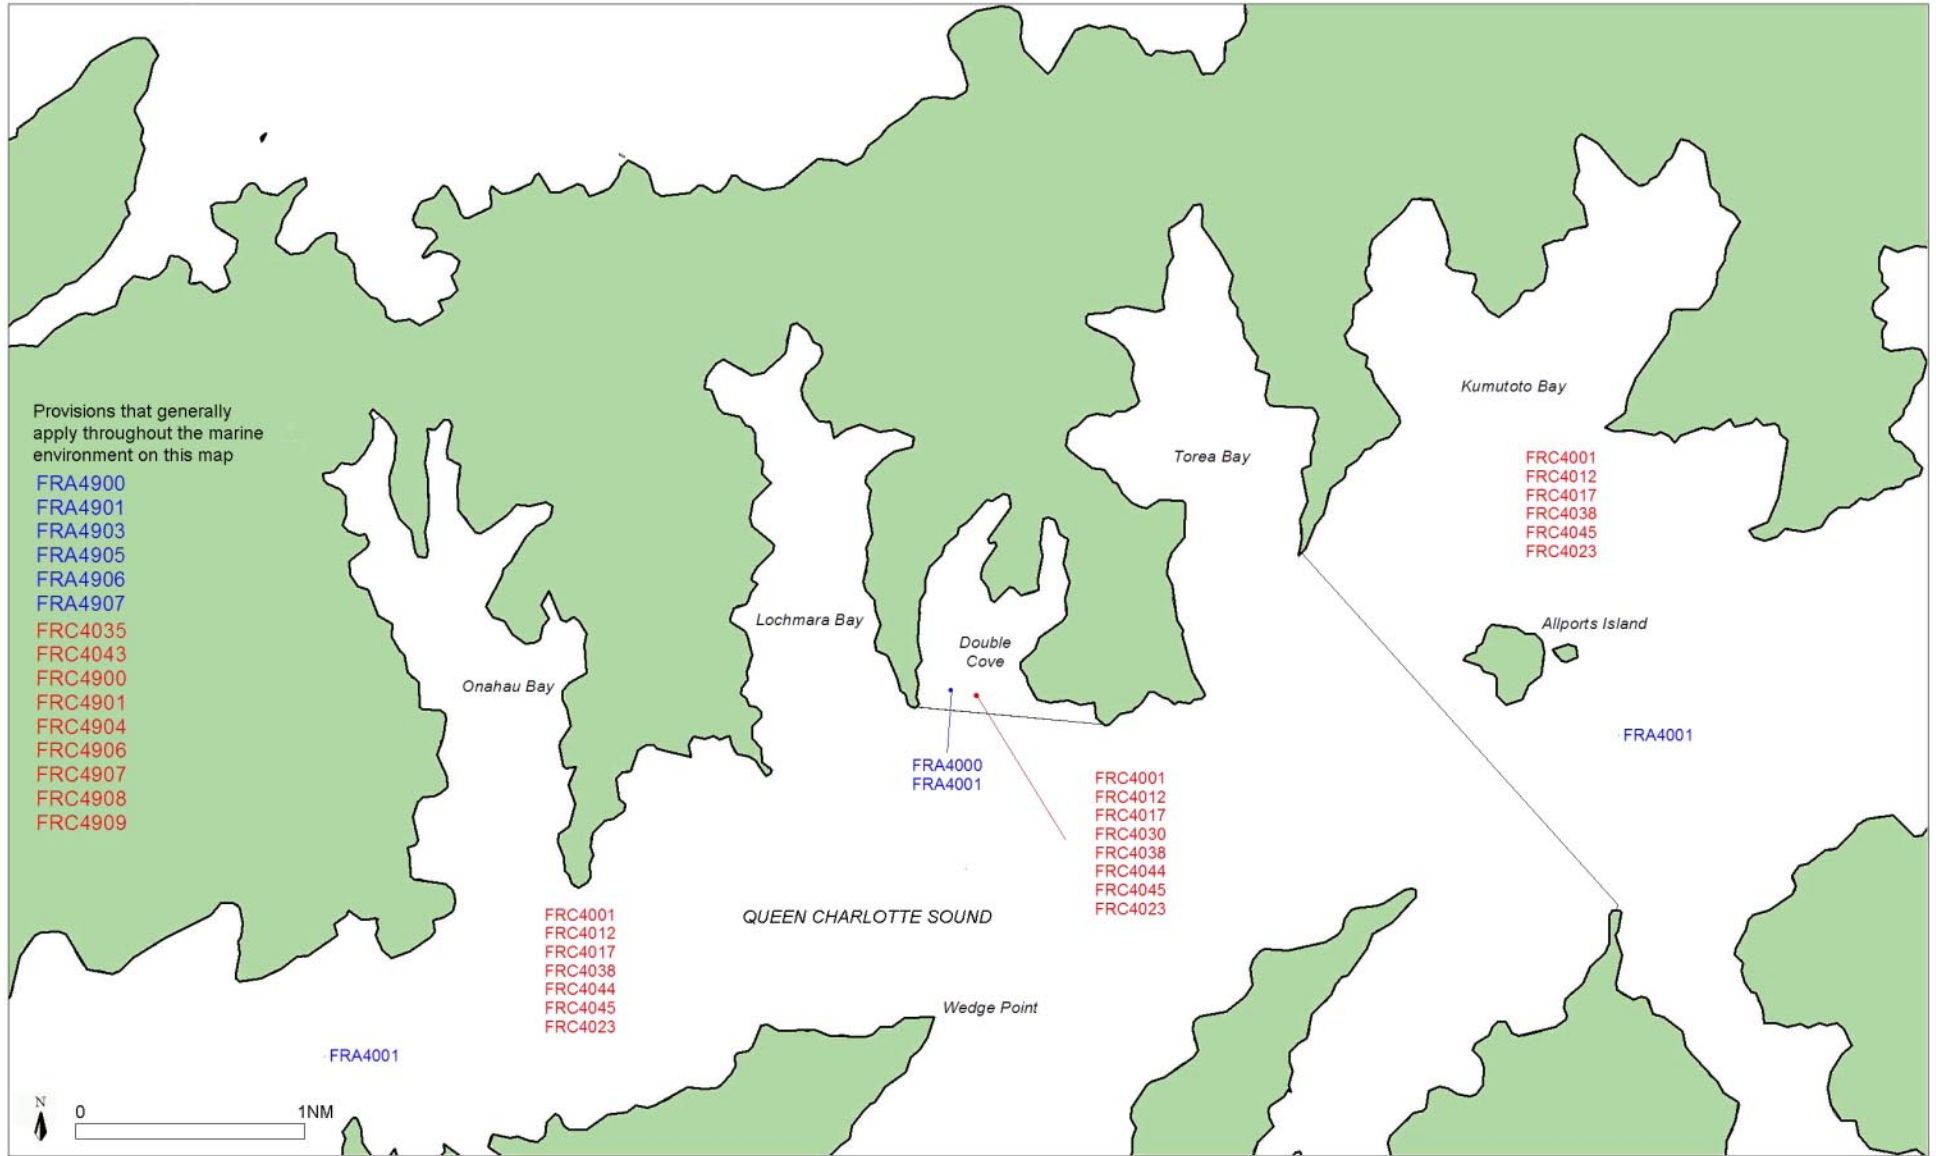 Provisions that generally
apply throughout the marine
environment on this map
FRA4900
FRA4901
FRA4903
FRA4905
FRA4906
FRA4907
FRC4035
FRC4043
FRC4900
FRC4901
FRC4904
FRC4906
FRC4907
FRC4908
FRC4909
Onahau Bay
Lochmara Bay
Double
Cove
Torea Bay
Kumutoto Bay
FRC4001
FRC4012
FRC4017
FRC4038
FRC4045
FRC4023
Allports Island
FRA4001
FRA4000
FRA4001
FRC4001
FRC4012
FRC4017
FRC4030
FRC4038
FRC4044
FRC4045
FRC4023
FRC4001
FRC4012
FRC4017
FRC4038
FRC4044
FRC4045
FRC4023
QUEEN CHARLOTTE SOUND
Wedge Point
FRA4001
N
0 1NM